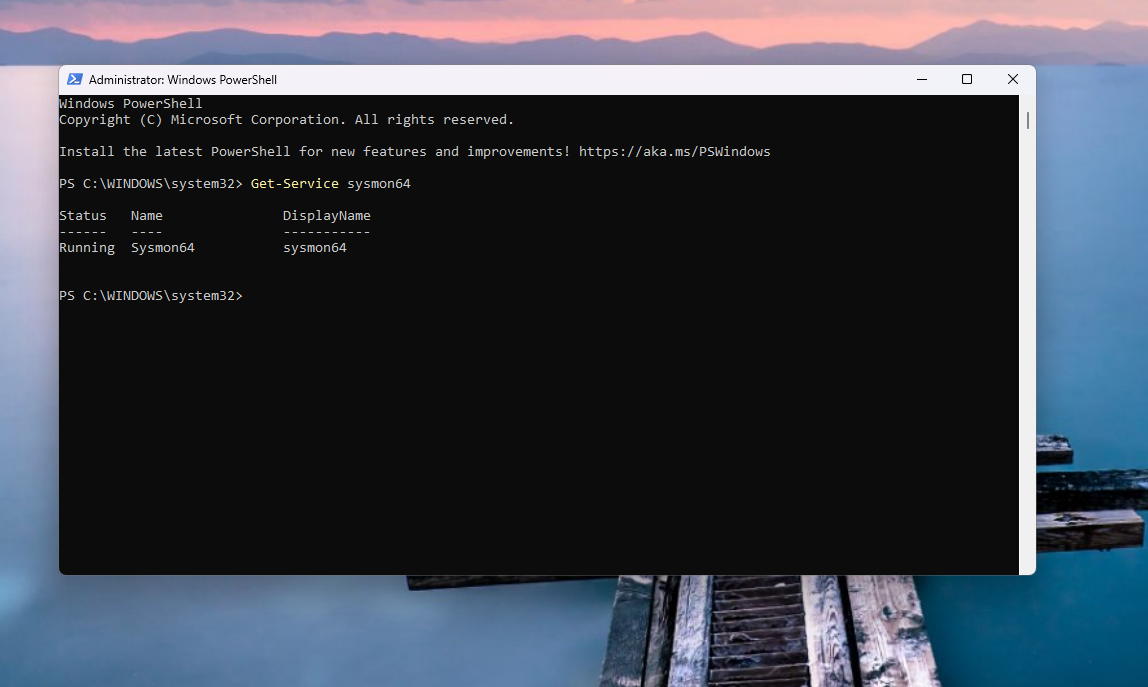 Administrator: Windows PowerShell
Windows PowerShell
Copyright (C) Microsoft Corporation. All rights reserved.
Install the latest PowerShell for new features and improvements! https://aka.ms/PSWindows
PS C:\WINDOWS\system32> Get-Service sysmon64
Status   Name               DisplayName
------   ----               -----------
Running  Sysmon64           sysmon64
PS C:\WINDOWS\system32>